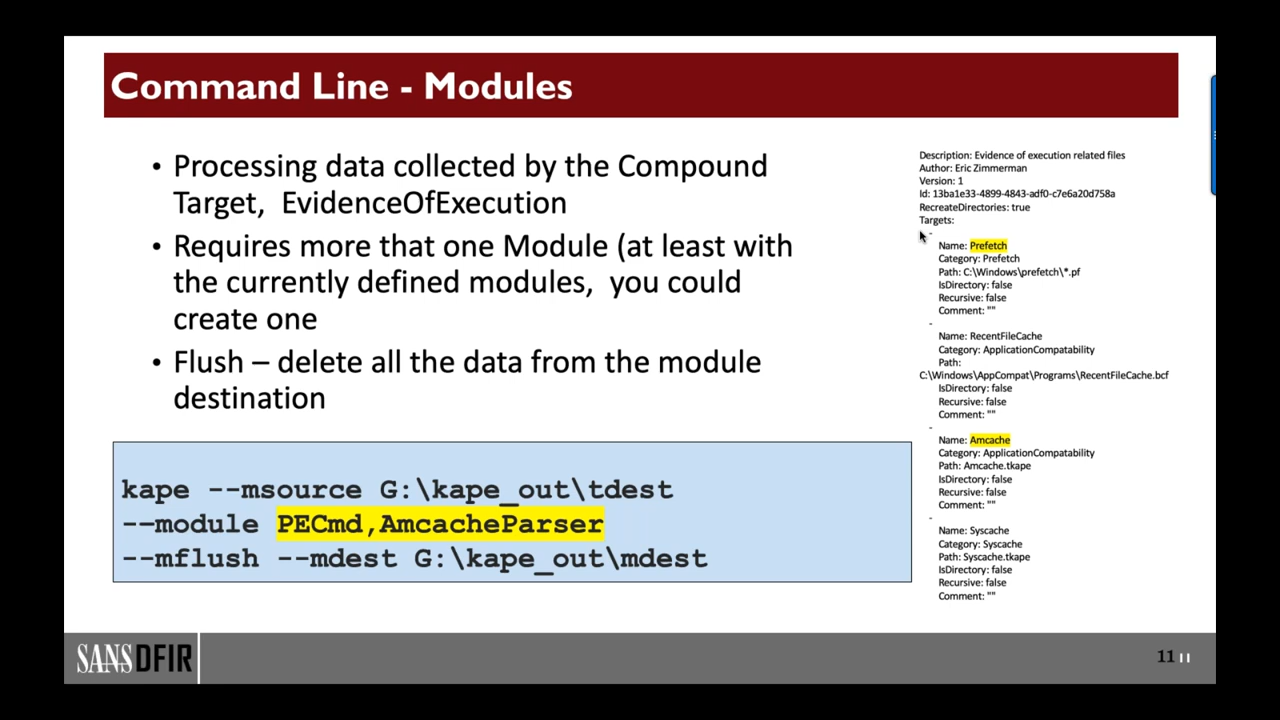 Command Line - Modules
• Processing data collected by the Compound
Target,  EvidenceOfExecution
• Requires more that one Module (at least with
the currently defined modules,  you could
create one
• Flush – delete all the data from the module
destination
kape --msource G:\kape_out\tdest
--module PECmd,AmcacheParser
--mflush --mdest G:\kape_out\mdest
Description: Evidence of execution related files
Author: Eric Zimmerman
Version: 1
Id: 13ba1e33-4899-4843-adf0-c7e6a20d758a
RecreateDirectories: true
Targets:
-
Name: Prefetch
Category: Prefetch
Path: C:\Windows\prefetch\*.pf
IsDirectory: false
Recursive: false
Comment: ""
-
Name: RecentFileCache
Category: ApplicationCompatability
Path:
C:\Windows\AppCompat\Programs\RecentFileCache.bcf
IsDirectory: false
Recursive: false
Comment: ""
-
Name: Amcache
Category: ApplicationCompatability
Path: Amcache.tkape
IsDirectory: false
Recursive: false
Comment: ""
-
Name: Syscache
Category: Syscache
Path: Syscache.tkape
IsDirectory: false
Recursive: false
Comment: ""
SANS DFIR
11 11